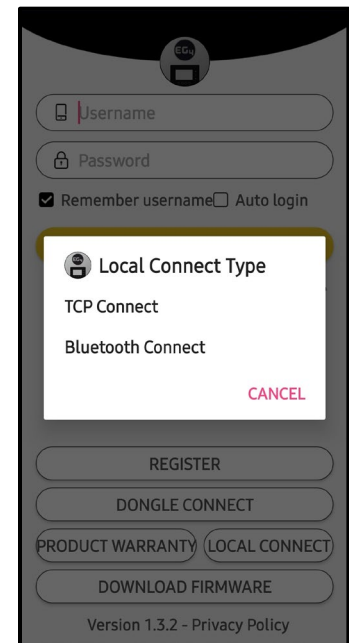 EG4
Username
Password
Remember username Auto login
Local Connect Type
TCP Connect
Bluetooth Connect
CANCEL
REGISTER
DONGLE CONNECT
PRODUCT WARRANTY LOCAL CONNECT
DOWNLOAD FIRMWARE
Version 1.3.2 - Privacy Policy